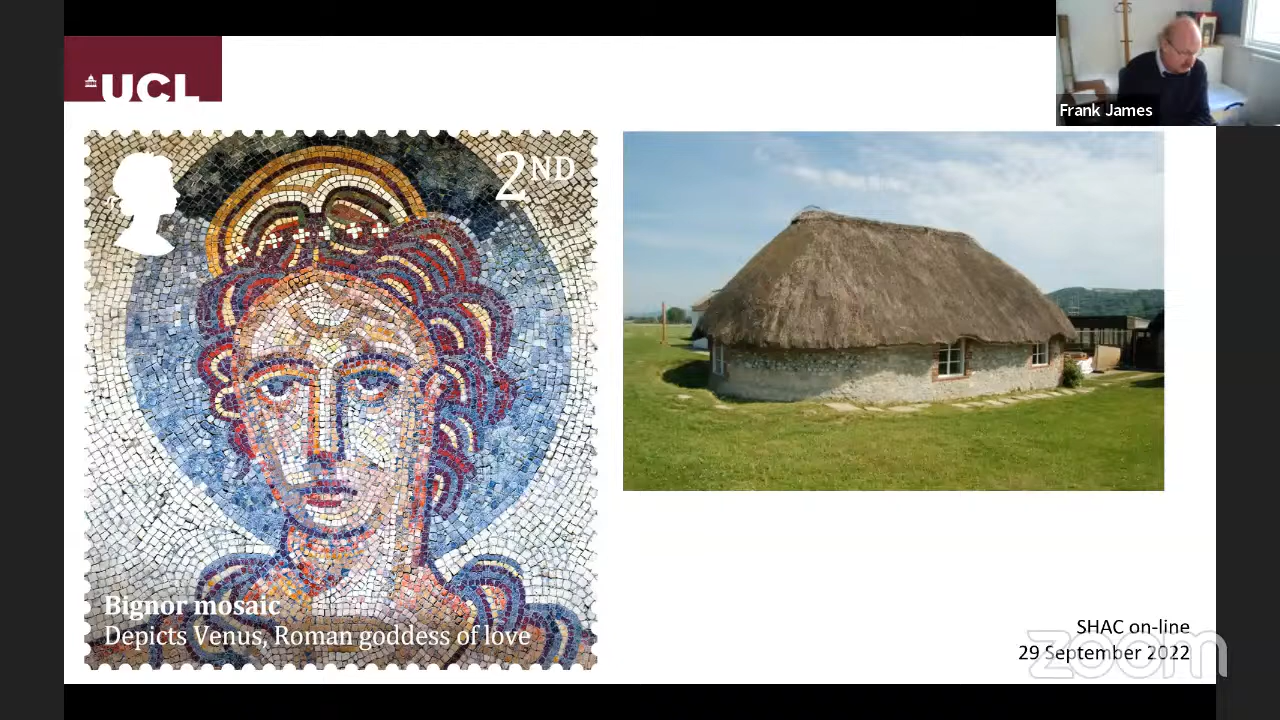 UCL
Frank James
2ND
Bignor mosaic
Depicts Venus, Roman goddess of love
SHAC on-line
29 September 2022
zoom